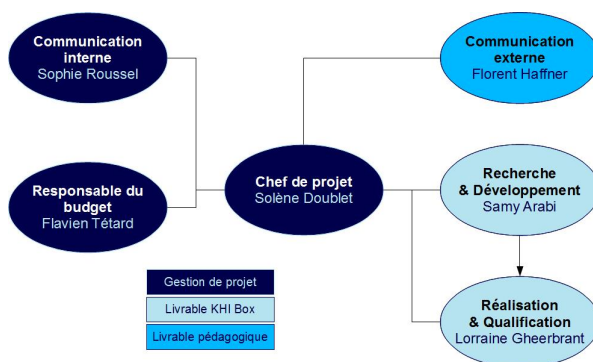 Communication
interne
Sophie Roussel
Communication
externe
Florent Haffner
Responsable du
budget
Flavien Tétard
Chef de projet
Solène Doublet
Recherche
& Développement
Samy Arabi
Réalisation
& Qualification
Lorraine Gheerbrant
Gestion de projet
Livrable KHI Box
Livrable pédagogique